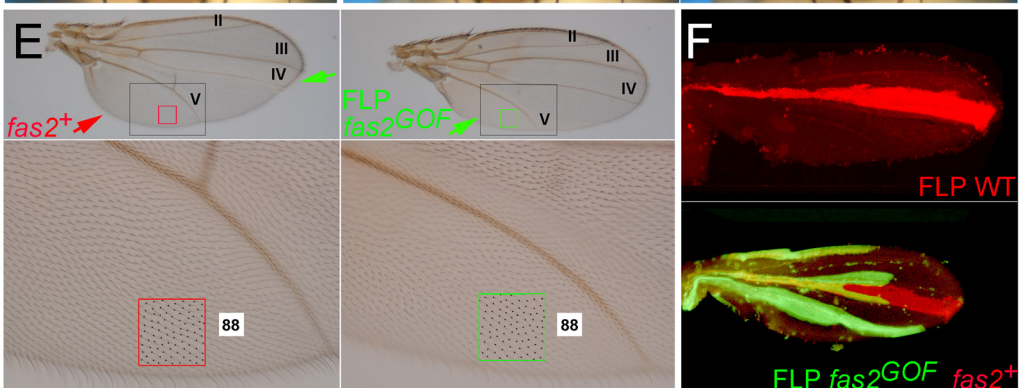 E
II
III
IV
V
fas2+
II
III
IV
V
FLP
fas2GOF
88
88
F
FLP WT
FLP fas2GOF fas2+